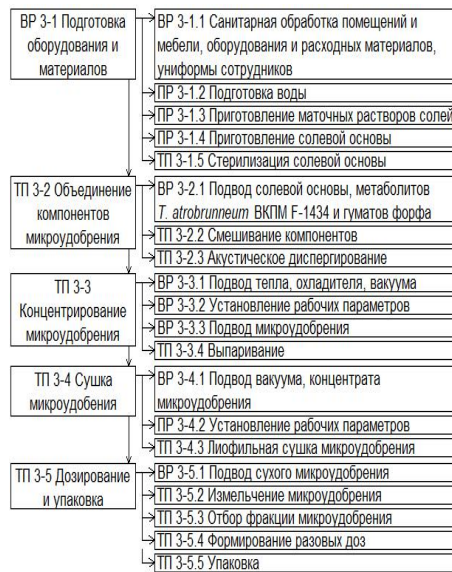 ВР 3-1 Подготовка
оборудования и
материалов
ВР 3-1.1 Санитарная обработка помещений и
мебели, оборудования и расходных материалов,
униформы сотрудников
ПР 3-1.2 Подготовка воды
ПР 3-1.3 Приготовление маточных растворов солей
ПР 3-1.4 Приготовление солевой основы
ТП 3-1.5 Стерилизация солевой основы
ТП 3-2 Объединение
компонентов
микроудобрения
ВР 3-2.1 Подвод солевой основы, метаболитов
T. atrobrunneum ВКПМ F-1434 и гуматов форфа
ТП 3-2.2 Смешивание компонентов
ТП 3-2.3 Акустическое диспергирование
ТП 3-3
Концентрирование
микроудобрения
ВР 3-3.1 Подвод тепла, охладителя, вакуума
ВР 3-3.2 Установление рабочих параметров
ВР 3-3.3 Подвод микроудобрения
ТП 3-3.4 Выпаривание
ТП 3-4 Сушка
микроудобения
ВР 3-4.1 Подвод вакуума, концентрата
микроудобрения
ПР 3-4.2 Установление рабочих параметров
ТП 3-4.3 Лиофильная сушка микроудобрения
ТП 3-5 Дозирование
и упаковка
ВР 3-5.1 Подвод сухого микроудобрения
ТП 3-5.2 Измельчение микроудобрения
ТП 3-5.3 Отбор фракции микроудобрения
ТП 3-5.4 Формирование разовых доз
ТП 3-5.5 Упаковка